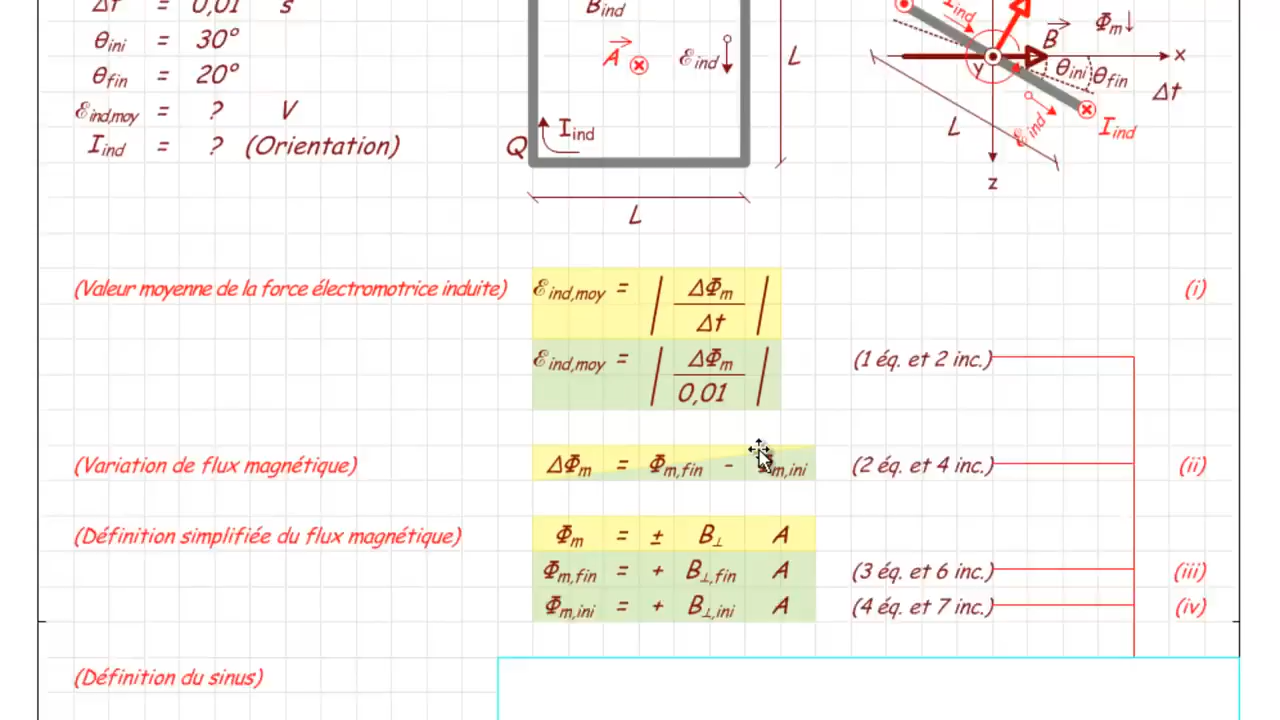 Δt = 0,01 s
θini = 30°
θfin = 20°
ℰind,moy = ? V
Iind = ? (Orientation)
Bind
A
ℰind
L
Iind
Q
L
Iind
B
Φm↓
x
y
θini
θfin
Δt
L
ℰind
Iind
z
(Valeur moyenne de la force électromotrice induite) ℰind,moy = | ΔΦm / Δt | (i)
ℰind,moy = | ΔΦm / 0,01 | (1 éq. et 2 inc.)
(Variation de flux magnétique) ΔΦm = Φm,fin - Φm,ini (2 éq. et 4 inc.) (ii)
(Définition simplifiée du flux magnétique) Φm = ± B⊥ A
Φm,fin = + B⊥,fin A (3 éq. et 6 inc.) (iii)
Φm,ini = + B⊥,ini A (4 éq. et 7 inc.) (iv)
(Définition du sinus)